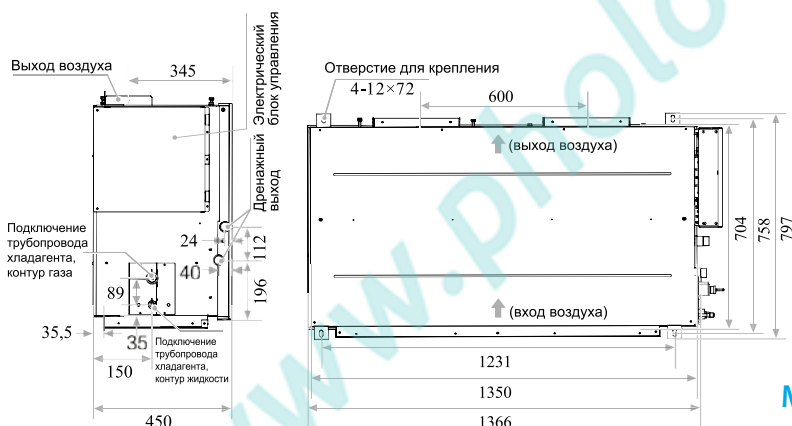 Выход воздуха
345
Электрический
блок управления
Дренажный
выход
24
112
Подключение
трубопровода
хладагента,
контур газа
40
89
196
35,5
35
Подключение
трубопровода
хладагента,
контур жидкости
150
450
Отверстие для крепления
4-12×72
600
(выход воздуха)
704
758
797
(вход воздуха)
1231
1350
1366
www.pholo
M